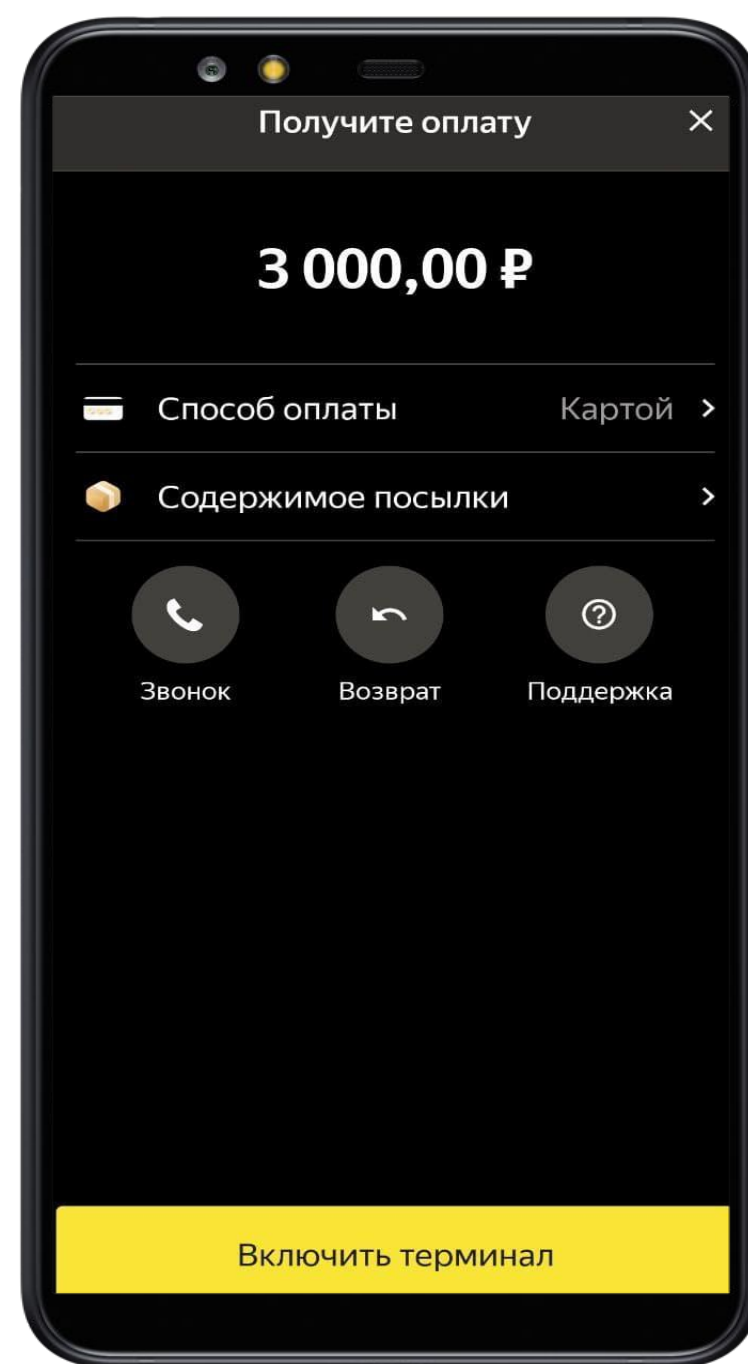 Получите оплату
3 000,00 ₽
Способ оплаты Картой
Содержимое посылки
Звонок Возврат Поддержка
Включить терминал